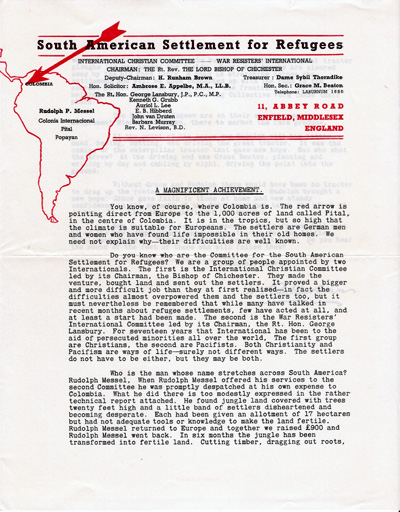 South American Settlement for Refugees
INTERNATIONAL CHRISTIAN COMMITTEE — WAR RESISTERS' INTERNATIONAL
CHAIRMAN: THE Rt. Rev. THE LORD BISHOP OF CHICHESTER
Deputy-Chairman: H. Runham Brown Treasurer: Dame Sybil Thorndike
Hon. Solicitor: Ambrose E. Appelbe, M.A., LL.B. Hon. Sec.: Grace M. Beaton
The Rt. Hon. George Lansbury, J.P., P.C., M.P.
Kenneth G. Grubb
Auriol L. Lee
E. B. Hibberd
John van Druten
Barbara Murray
Rev. N. Levison, B.D.
COLOMBIA
Rudolph P. Messel
Colonia Internacional
Pital
Popayan
11, ABBEY ROAD
ENFIELD, MIDDLESEX
ENGLAND
A MAGNIFICENT ACHIEVEMENT.
You know, of course, where Colombia is. The red arrow is
pointing direct from Europe to the 1,000 acres of land called Pital,
in the centre of Colombia. It is in the tropics, but so high that
the climate is suitable for Europeans. The settlers are German men
and women who have found life impossible in their old homes. We
need not explain why—their difficulties are well known.
Do you know who are the Committee for the South American
Settlement for Refugees? We are a group of people appointed by two
Internationals. The first is the International Christian Committee
led by its Chairman, the Bishop of Chichester. They made the
venture, bought land and sent out the settlers. It proved a bigger
and more difficult job than they at first realised—in fact the
difficulties almost overpowered them and the settlers too, but it
must nevertheless be remembered that while many have talked in
recent months about refugee settlements, few have acted at all, and
at least a start had been made. The second is the War Resisters'
International Committee led by its Chairman, the Rt. Hon. George
Lansbury. For seventeen years that International has been to the
aid of persecuted minorities all over the world, The first group
are Christians, the second are Pacifists. Both Christianity and
Pacifism are ways of life—surely not different ways. The settlers
do not have to be either, but they may be both.
Who is the man whose name stretches across South America?
Rudolph Messel. When Rudolph Messel offered his services to the
second Committee he was promptly despatched at his own expense to
Colombia. What he did there is too modestly expressed in the rather
technical report attached. He found jungle land covered with trees
twenty feet high and a little band of settlers disheartened and
becoming desperate. Each had been given an allotment of 17 hectares
but had not adequate tools or knowledge to make the land fertile.
Rudolph Messel returned to Europe and together we raised £900 and
Rudolph Messel went back. In six months the jungle has been
transformed into fertile land. Cutting timber, dragging out roots,